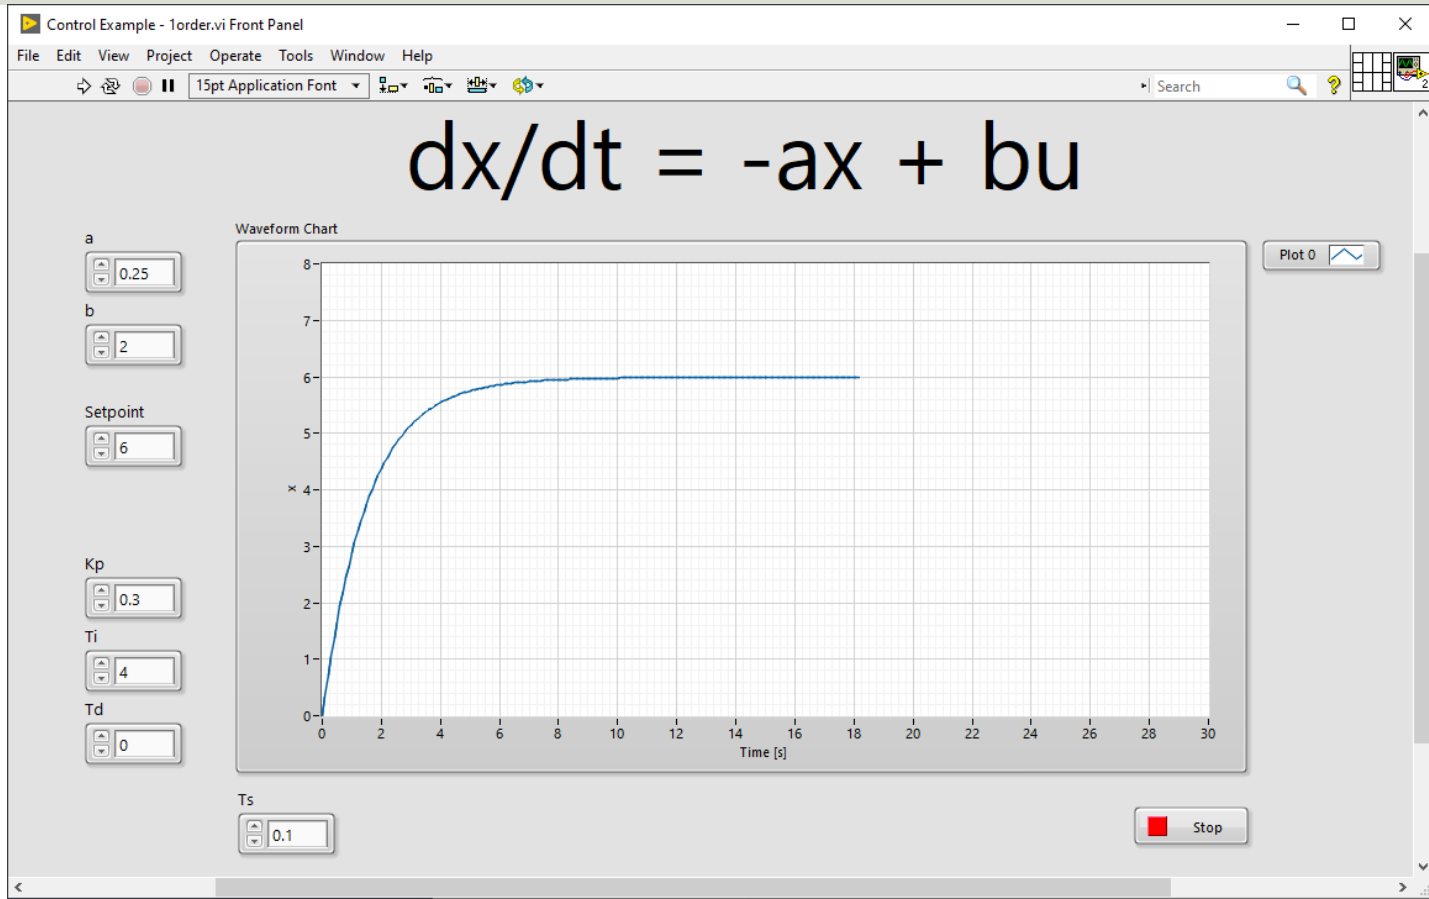 Control Example - 1order.vi Front Panel
File Edit View Project Operate Tools Window Help
15pt Application Font
Search
2
dx/dt = -ax + bu
Waveform Chart
Plot 0
a
0.25
b
2
Setpoint
6
Kp
0.3
Ti
4
Td
0
x
8
7
6
5
4
3
2
1
0
0 2 4 6 8 10 12 14 16 18 20 22 24 26 28 30
Time [s]
Ts
0.1
Stop